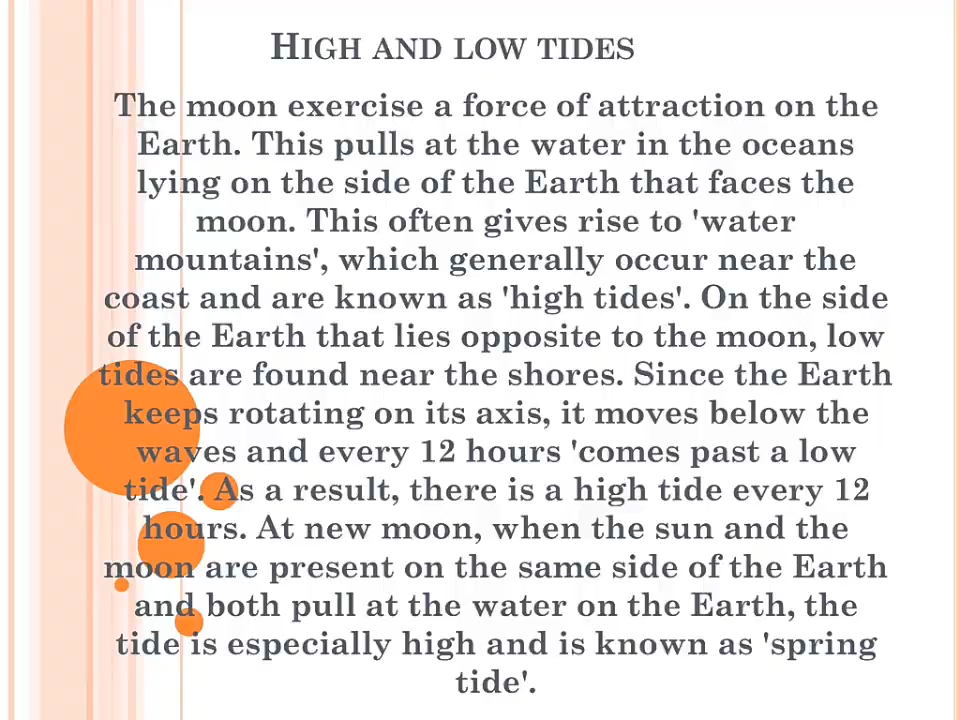 High and low tides
The moon exercise a force of attraction on the
Earth. This pulls at the water in the oceans
lying on the side of the Earth that faces the
moon. This often gives rise to 'water
mountains', which generally occur near the
coast and are known as 'high tides'. On the side
of the Earth that lies opposite to the moon, low
tides are found near the shores. Since the Earth
keeps rotating on its axis, it moves below the
waves and every 12 hours 'comes past a low
tide'. As a result, there is a high tide every 12
hours. At new moon, when the sun and the
moon are present on the same side of the Earth
and both pull at the water on the Earth, the
tide is especially high and is known as 'spring
tide'.